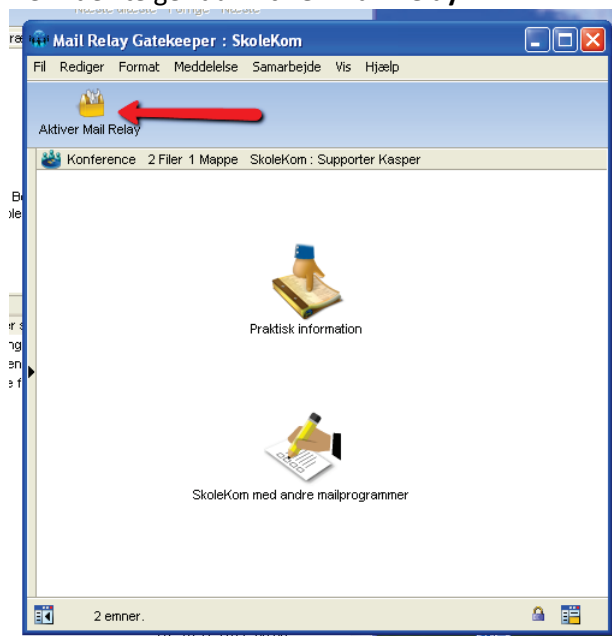 Mail Relay Gatekeeper : SkoleKom
Fil Rediger Format Meddelelse Samarbejde Vis Hjælp
Aktiver Mail Relay
Konference 2 Filer 1 Mappe SkoleKom : Supporter Kasper
Praktisk information
SkoleKom med andre mailprogrammer
2 emner.